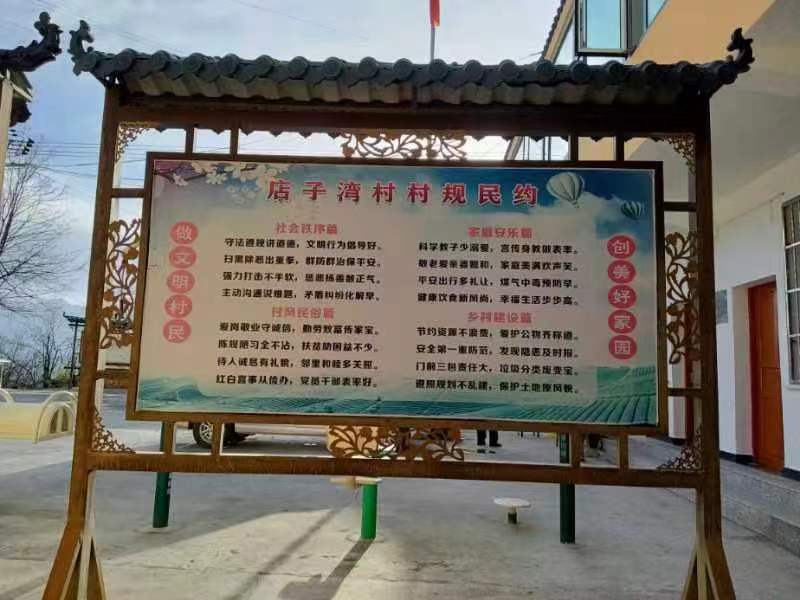 店子湾村村规民约
做文明村民
社会秩序篇
守法遵规讲道德，文明行为倡导好。
扫黑除恶出重拳，群防群治保平安。
强力打击不手软，惩恶扬善散正气。
主动沟通说难题，矛盾纠纷化解早。
村风民俗篇
爱岗敬业守诚信，勤劳致富传家宝。
陈规陋习全不沾，扶贫助困益不少。
待人诚恳有礼貌，邻里和睦多关照。
红白喜事从俭办，党员干部表率好。
家庭安乐篇
科学教子少溺爱，言传身教做表率。
敬老爱亲尊慈和，家庭美满欢声笑。
平安出行多礼让，煤气中毒预防早。
健康饮食新风尚，幸福生活步步高。
乡村建设篇
节约资源不浪费，爱护公物齐称道。
安全第一重防范，发现隐患及时报。
门前三包责任大，垃圾分类废变宝。
遵照规划不乱建，保护土地原风貌。
创美好家园